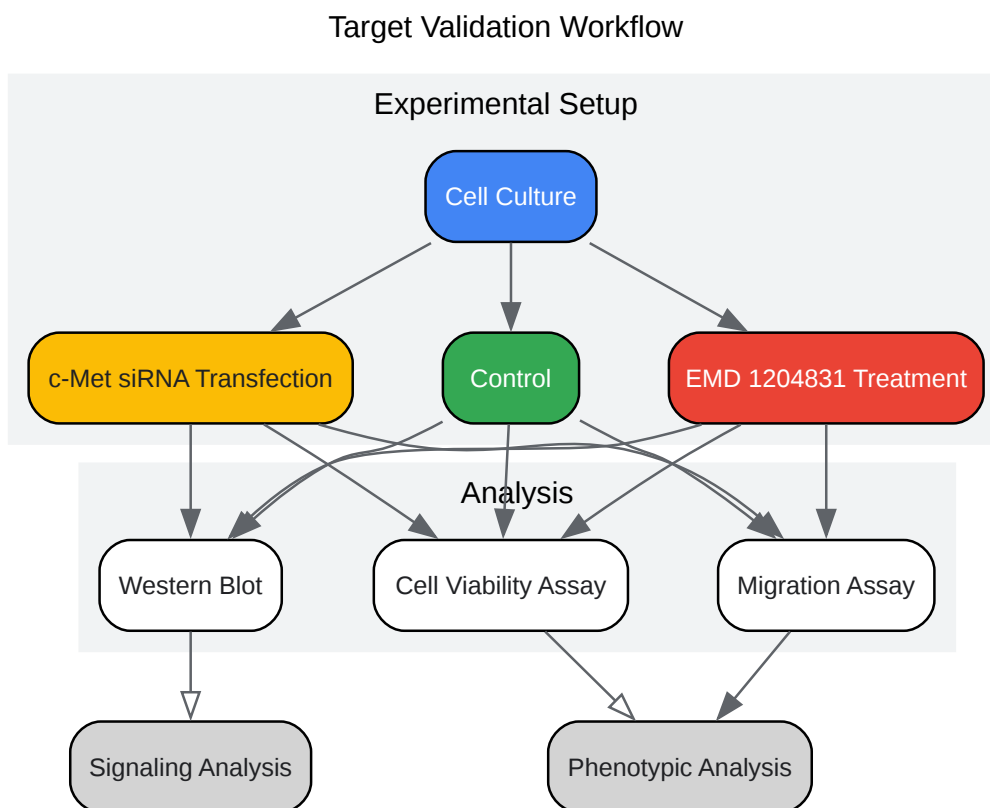 Target Validation Workflow
Experimental Setup
Cell Culture
c-Met siRNA Transfection
Control
EMD 1204831 Treatment
Analysis
Western Blot
Cell Viability Assay
Migration Assay
Signaling Analysis
Phenotypic Analysis